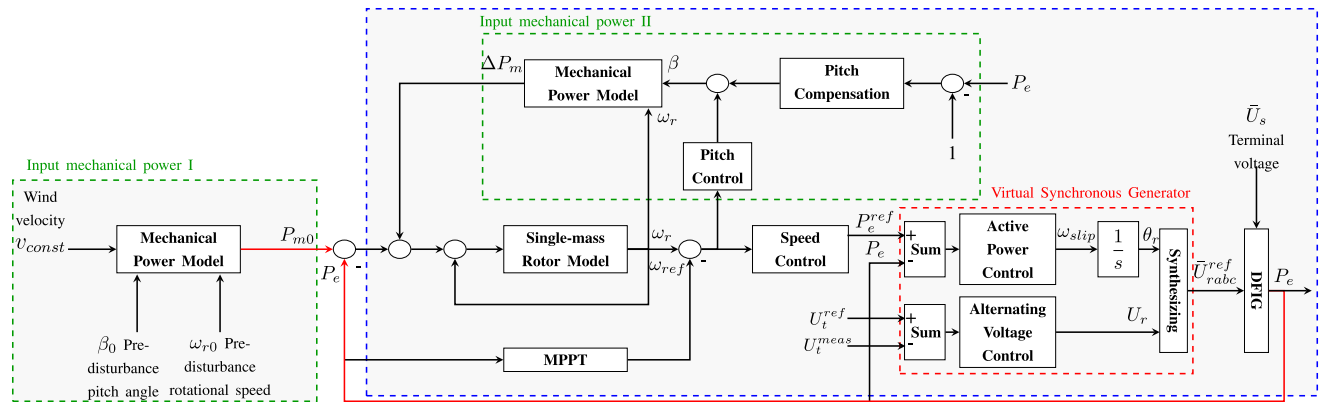 Input mechanical power I
Wind
velocity
v_const
Mechanical
Power Model
P_m0
β_0 Pre-
disturbance
pitch angle
ω_r0 Pre-
disturbance
rotational speed
P_e
-
Input mechanical power II
ΔP_m
Mechanical
Power Model
β
ω_r
Pitch
Compensation
-
P_e
1
Pitch
Control
Single-mass
Rotor Model
ω_r
ω_ref
-
MPPT
Speed
Control
P_e^ref
P_e
Virtual Synchronous Generator
+
Sum
-
Active
Power
Control
ω_slip
1
s
θ_r
U_t^ref
U_t^meas
+
Sum
-
Alternating
Voltage
Control
U_r
Synthesizing
Ū_rabc^ref
Ū_s
Terminal
voltage
DFIG
P_e